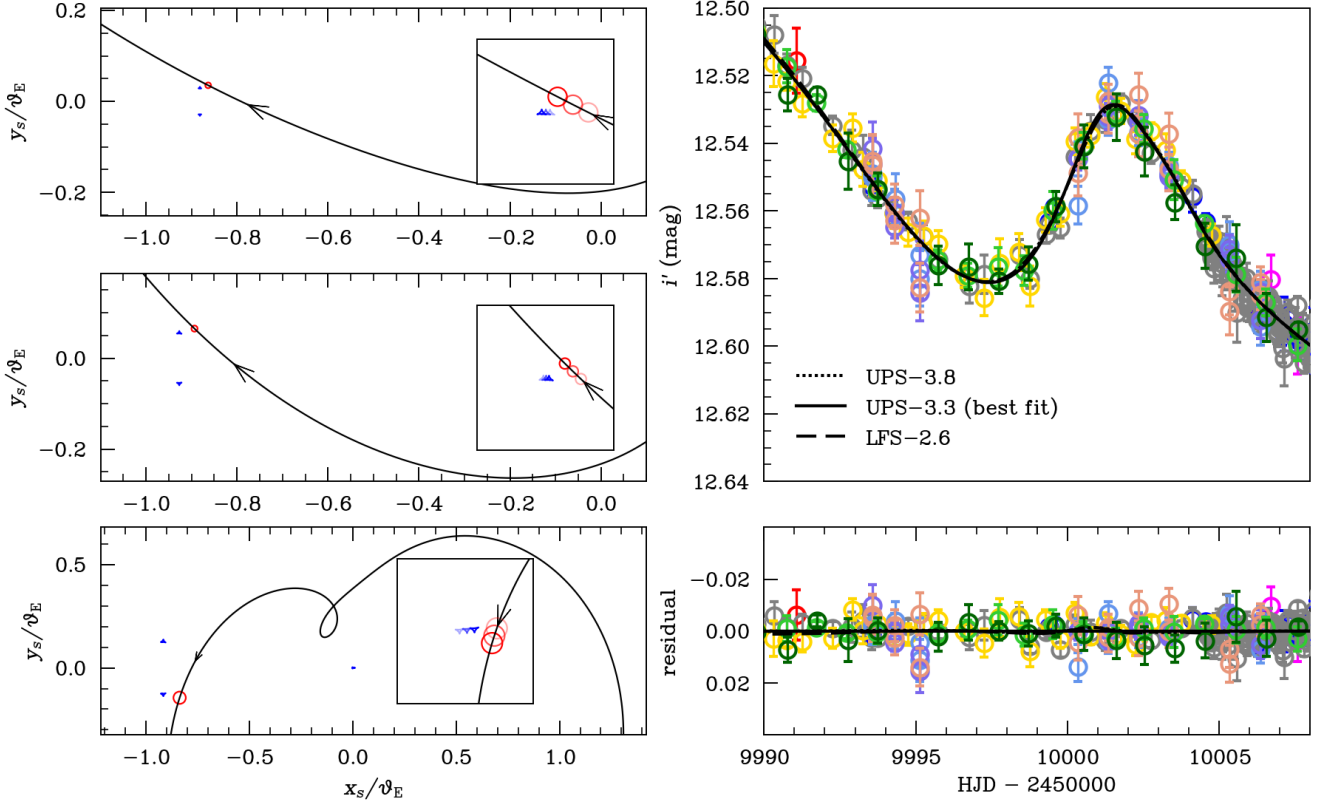 0.2
0.0
−0.2
y_s/ϑ_E
−1.0 −0.8 −0.6 −0.4 −0.2 0.0
0.0
−0.2
y_s/ϑ_E
−1.0 −0.8 −0.6 −0.4 −0.2 0.0
0.5
0.0
y_s/ϑ_E
−1.0 −0.5 0.0 0.5 1.0
x_s/ϑ_E
12.50
12.52
12.54
12.56
12.58
12.60
12.62
12.64
i′ (mag)
UPS−3.8
UPS−3.3 (best fit)
LFS−2.6
−0.02
0.00
0.02
residual
9990 9995 10000 10005
HJD − 2450000